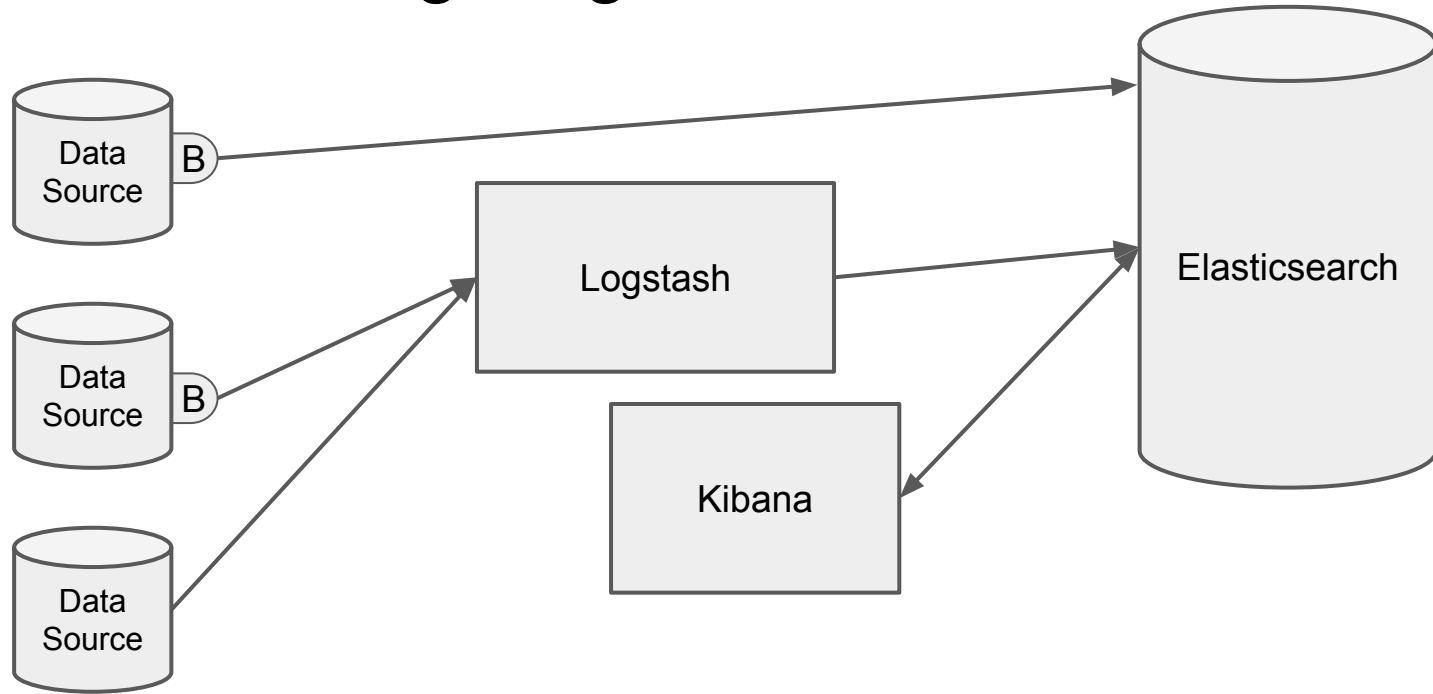 Data
Source
B
Data
Source
B
Data
Source
Logstash
Kibana
Elasticsearch